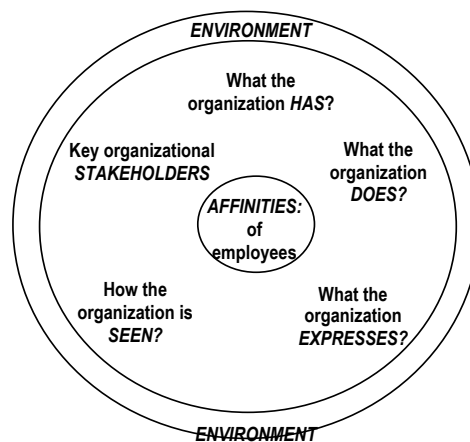 ENVIRONMENT
What the
organization HAS?
Key organizational
STAKEHOLDERS
What the
organization
DOES?
AFFINITIES:
of
employees
How the
organization is
SEEN?
What the
organization
EXPRESSES?
ENVIRONMENT